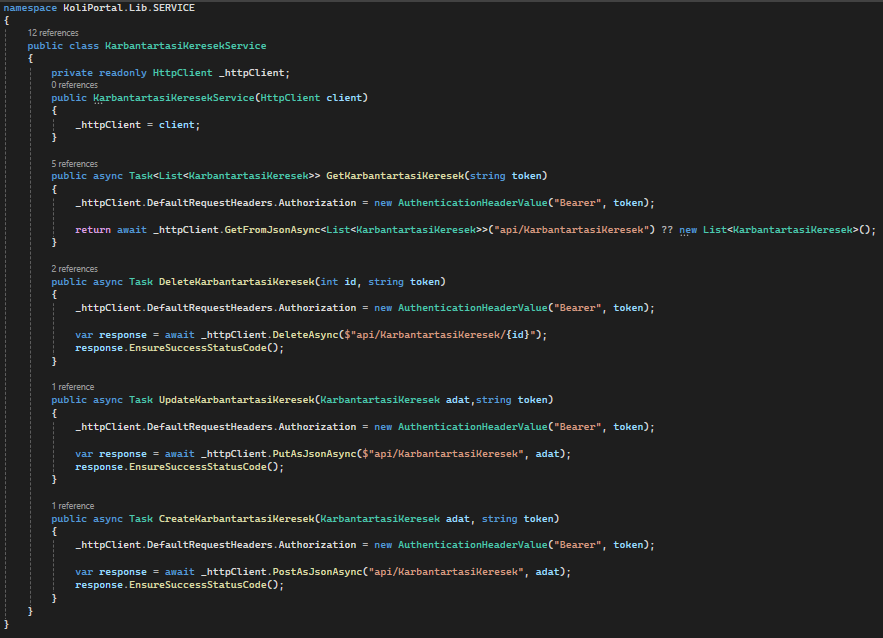 namespace KoliPortal.Lib.SERVICE
{
12 references
public class KarbantartasiKeresekService
{
private readonly HttpClient _httpClient;
0 references
public KarbantartasiKeresekService(HttpClient client)
{
_httpClient = client;
}
5 references
public async Task<List<KarbantartasiKeresek>> GetKarbantartasiKeresek(string token)
{
_httpClient.DefaultRequestHeaders.Authorization = new AuthenticationHeaderValue("Bearer", token);
return await _httpClient.GetFromJsonAsync<List<KarbantartasiKeresek>>("api/KarbantartasiKeresek") ?? new List<KarbantartasiKeresek>();
}
2 references
public async Task DeleteKarbantartasiKeresek(int id, string token)
{
_httpClient.DefaultRequestHeaders.Authorization = new AuthenticationHeaderValue("Bearer", token);
var response = await _httpClient.DeleteAsync($"api/KarbantartasiKeresek/{id}");
response.EnsureSuccessStatusCode();
}
1 reference
public async Task UpdateKarbantartasiKeresek(KarbantartasiKeresek adat,string token)
{
_httpClient.DefaultRequestHeaders.Authorization = new AuthenticationHeaderValue("Bearer", token);
var response = await _httpClient.PutAsJsonAsync($"api/KarbantartasiKeresek", adat);
response.EnsureSuccessStatusCode();
}
1 reference
public async Task CreateKarbantartasiKeresek(KarbantartasiKeresek adat, string token)
{
_httpClient.DefaultRequestHeaders.Authorization = new AuthenticationHeaderValue("Bearer", token);
var response = await _httpClient.PostAsJsonAsync("api/KarbantartasiKeresek", adat);
response.EnsureSuccessStatusCode();
}
}
}